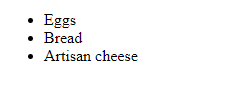 • Eggs
• Bread
• Artisan cheese